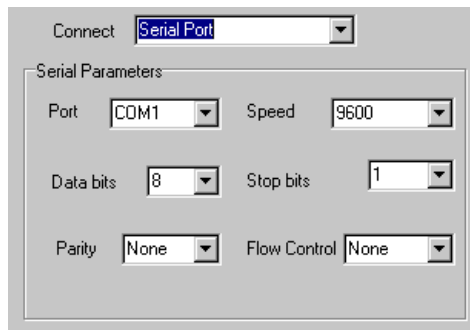 Connect Serial Port
Serial Parameters
Port COM1 Speed 9600
Data bits 8 Stop bits 1
Parity None Flow Control None